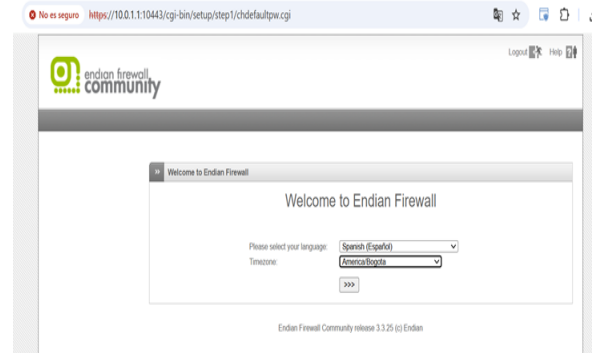 No es seguro https://10.0.1.1:10443/cgi-bin/setup/step1/chdefaultpw.cgi
Logout Help
endian firewall
community
>> Welcome to Endian Firewall
Welcome to Endian Firewall
Please select your language: Spanish (Español)
Timezone: America/Bogota
>>>
Endian Firewall Community release 3.3.25 (c) Endian